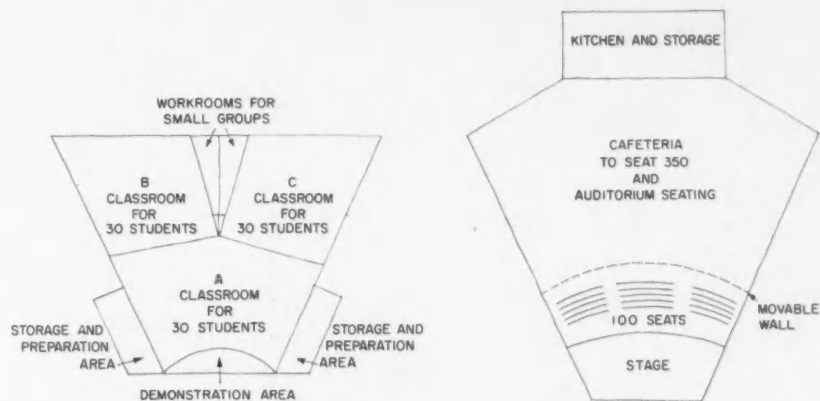 WORKROOMS FOR
SMALL GROUPS
B
CLASSROOM
FOR
30 STUDENTS
C
CLASSROOM
FOR
30 STUDENTS
A
CLASSROOM
FOR
30 STUDENTS
STORAGE AND
PREPARATION
AREA
STORAGE AND
PREPARATION
AREA
DEMONSTRATION AREA
KITCHEN AND STORAGE
CAFETERIA
TO SEAT 350
AND
AUDITORIUM SEATING
100 SEATS
MOVABLE
WALL
STAGE